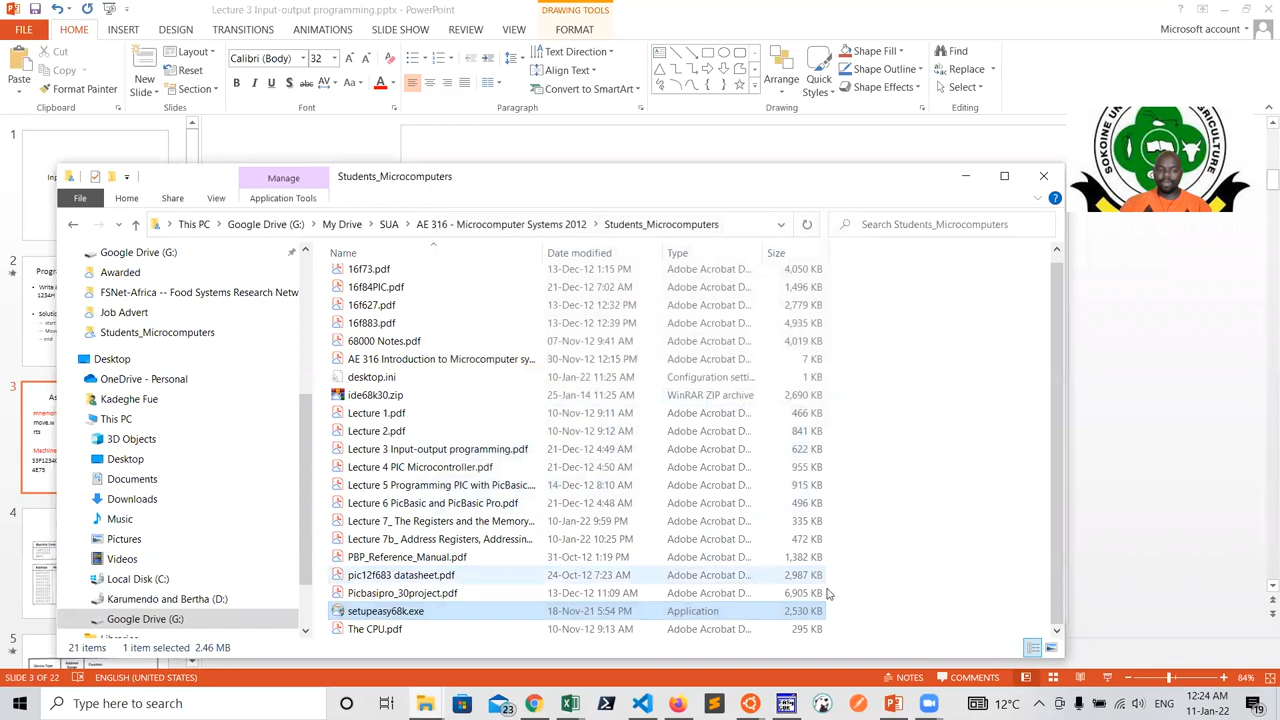 Lecture 3 Input-output programming.pptx - PowerPoint
DRAWING TOOLS
FILE HOME INSERT DESIGN TRANSITIONS ANIMATIONS SLIDE SHOW REVIEW VIEW FORMAT
Microsoft account
Paste
Cut
Copy
Format Painter
Clipboard
New
Slide
Layout
Reset
Section
Slides
Calibri (Body) 32
B I U S abc AV Aa A
Font
Text Direction
Align Text
Convert to SmartArt
Paragraph
Arrange
Quick
Styles
Shape Fill
Shape Outline
Shape Effects
Drawing
Find
Replace
Select
Editing
SOKOINE
AGRICULTURE
1
2
3
4
5
Manage
Students_Microcomputers
File Home Share View Application Tools
This PC Google Drive (G:) My Drive SUA AE 316 - Microcomputer Systems 2012 Students_Microcomputers
Search Students_Microcomputers
Google Drive (G:)
Awarded
FSNet-Africa -- Food Systems Research Netw
Job Advert
Students_Microcomputers
Desktop
OneDrive - Personal
Kadeghe Fue
This PC
3D Objects
Desktop
Documents
Downloads
Music
Pictures
Videos
Local Disk (C:)
Karumendo and Bertha (D:)
Google Drive (G:)
Name Date modified Type Size
16f73.pdf 13-Dec-12 1:15 PM Adobe Acrobat D... 4,050 KB
16f84PIC.pdf 21-Dec-12 7:02 AM Adobe Acrobat D... 1,496 KB
16f627.pdf 13-Dec-12 12:32 PM Adobe Acrobat D... 2,779 KB
16f883.pdf 13-Dec-12 12:39 PM Adobe Acrobat D... 4,935 KB
68000 Notes.pdf 07-Nov-12 9:41 AM Adobe Acrobat D... 4,019 KB
AE 316 Introduction to Microcomputer sy... 30-Nov-12 12:15 PM Adobe Acrobat D... 7 KB
desktop.ini 10-Jan-22 11:25 AM Configuration setti... 1 KB
ide68k30.zip 25-Jan-14 11:25 AM WinRAR ZIP archive 2,690 KB
Lecture 1.pdf 10-Nov-12 9:11 AM Adobe Acrobat D... 466 KB
Lecture 2.pdf 10-Nov-12 9:12 AM Adobe Acrobat D... 841 KB
Lecture 3 Input-output programming.pdf 21-Dec-12 4:49 AM Adobe Acrobat D... 622 KB
Lecture 4 PIC Microcontroller.pdf 21-Dec-12 4:50 AM Adobe Acrobat D... 955 KB
Lecture 5 Programming PIC with PicBasic.... 14-Dec-12 8:10 AM Adobe Acrobat D... 915 KB
Lecture 6 PicBasic and PicBasic Pro.pdf 21-Dec-12 4:48 AM Adobe Acrobat D... 496 KB
Lecture 7_ The Registers and the Memory... 10-Jan-22 9:59 PM Adobe Acrobat D... 335 KB
Lecture 7b_ Address Registers; Addressin... 10-Jan-22 10:25 PM Adobe Acrobat D... 472 KB
PBP_Reference_Manual.pdf 31-Oct-12 1:19 PM Adobe Acrobat D... 1,382 KB
pic12f683 datasheet.pdf 24-Oct-12 7:23 AM Adobe Acrobat D... 2,987 KB
Picbasipro_30project.pdf 13-Dec-12 11:09 AM Adobe Acrobat D... 6,905 KB
setupeasy68k.exe 18-Nov-21 5:54 PM Application 2,530 KB
The CPU.pdf 10-Nov-12 9:13 AM Adobe Acrobat D... 295 KB
21 items 1 item selected 2.46 MB
SLIDE 3 OF 22 ENGLISH (UNITED STATES) NOTES COMMENTS 84%
Type here to search
23
12°C
ENG
12:24 AM
11-Jan-22
19